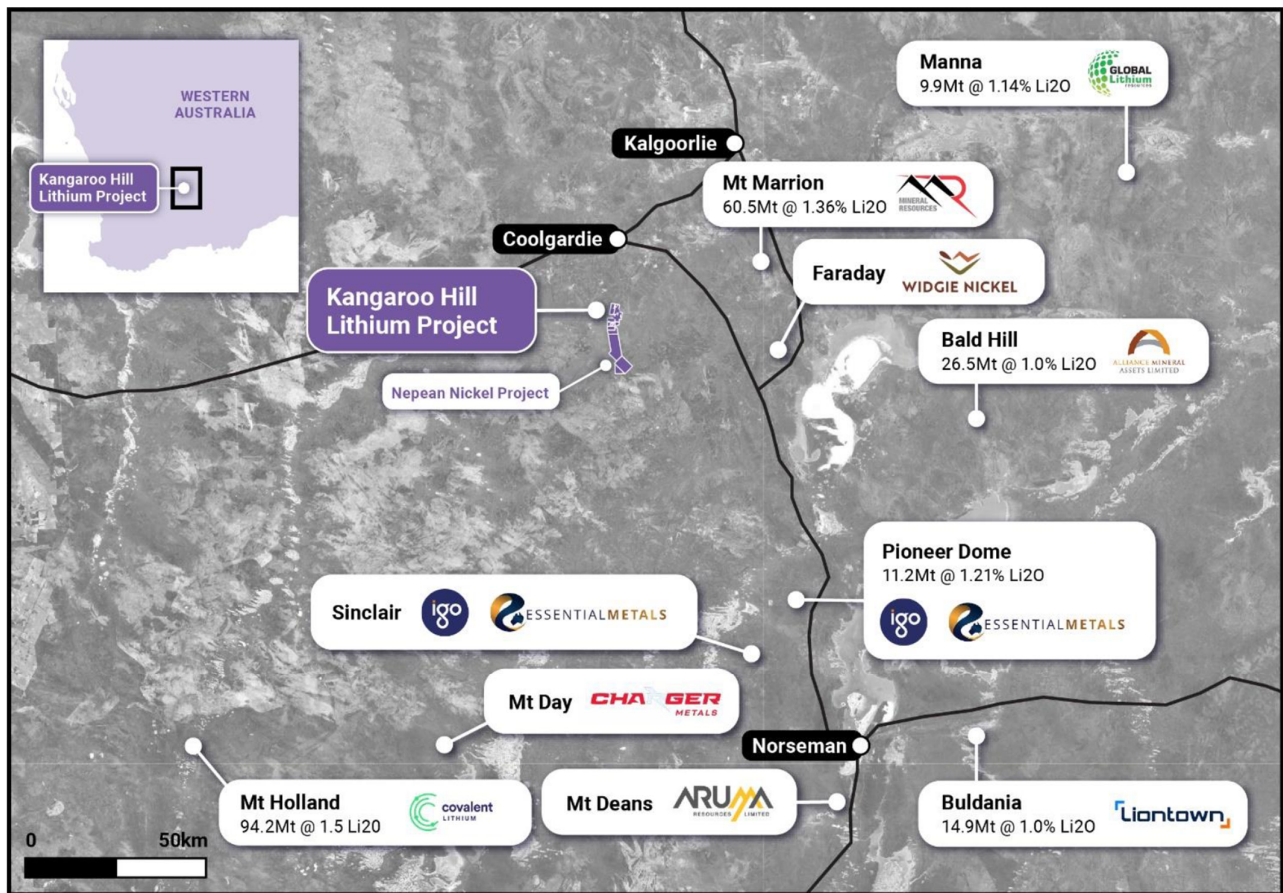 WESTERN
AUSTRALIA
Kangaroo Hill
Lithium Project
Manna
9.9Mt @ 1.14% Li2O
GLOBAL
Lithium
RESOURCES
Kalgoorlie
Mt Marrion
60.5Mt @ 1.36% Li2O
MINERAL
RESOURCES
Coolgardie
Faraday
WIDGIE NICKEL
Kangaroo Hill
Lithium Project
Bald Hill
26.5Mt @ 1.0% Li2O
ALLIANCE MINERAL
ASSETS LIMITED
Nepean Nickel Project
Pioneer Dome
11.2Mt @ 1.21% Li2O
igo
ESSENTIALMETALS
Sinclair
igo
ESSENTIALMETALS
Mt Day
CHARGER
METALS
Norseman
Mt Holland
94.2Mt @ 1.5 Li20
covalent
LITHIUM
Mt Deans
ARUMA
RESOURCES LIMITED
Buldania
14.9Mt @ 1.0% Li2O
Liontown
0 50km